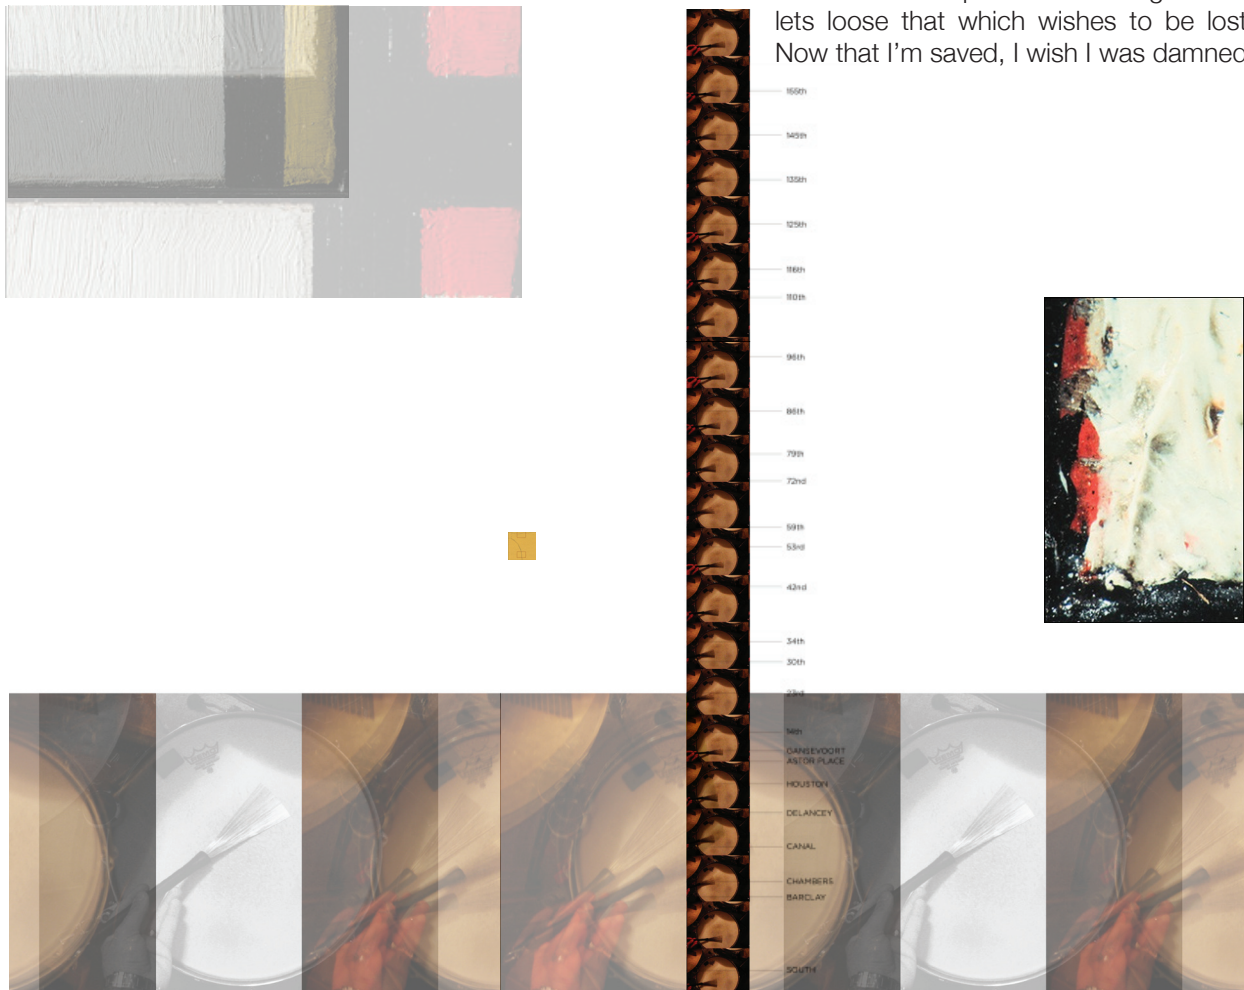 lets loose that which wishes to be lost
Now that I'm saved, I wish I was damned
155th
145th
135th
125th
116th
110th
96th
86th
79th
72nd
59th
53rd
42nd
34th
30th
23rd
14th
GANSEVOORT
ASTOR PLACE
HOUSTON
DELANCEY
CANAL
CHAMBERS
BARCLAY
SOUTH